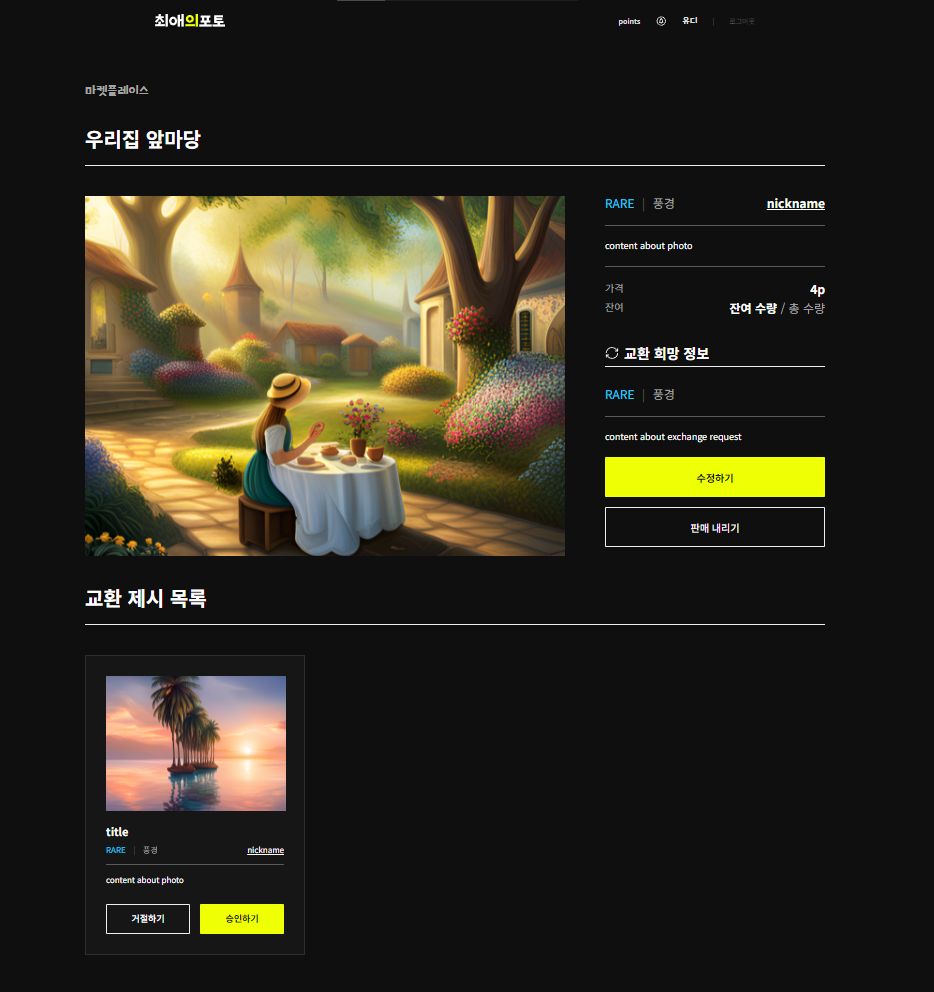 최애의포토
points 유디 | 로그아웃
마켓플레이스
우리집 앞마당
RARE | 풍경 nickname
content about photo
가격 4p
잔여 잔여 수량 / 총 수량
교환 희망 정보
RARE | 풍경
content about exchange request
수정하기
판매 내리기
교환 제시 목록
title
RARE | 풍경 nickname
content about photo
거절하기 승인하기